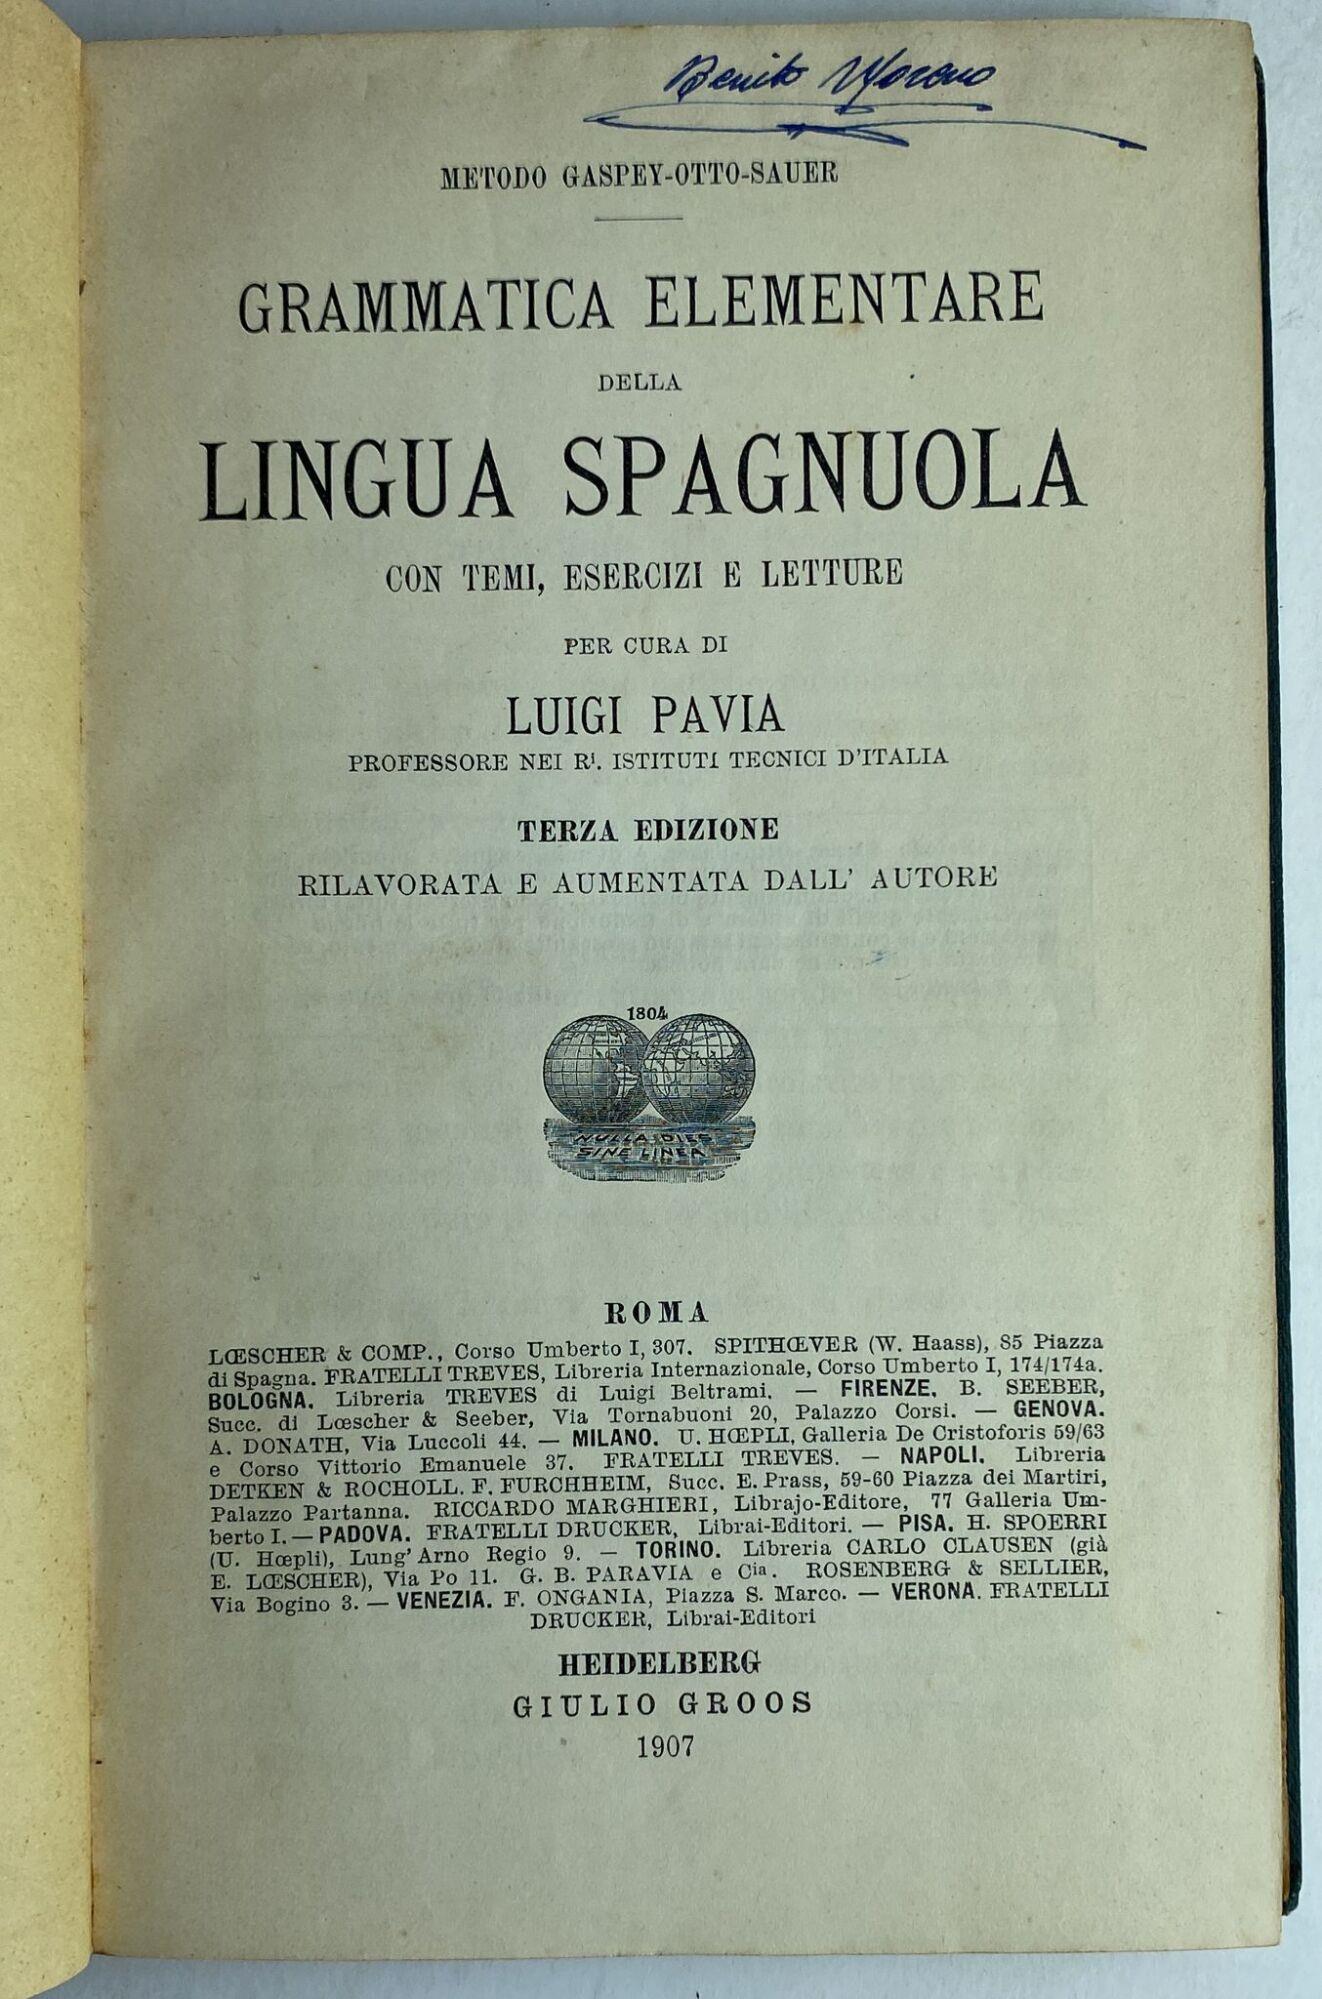 Benito Moreno
METODO GASPEY-OTTO-SAUER
GRAMMATICA ELEMENTARE
DELLA
LINGUA SPAGNUOLA
CON TEMI, ESERCIZI E LETTURE
PER CURA DI
LUIGI PAVIA
PROFESSORE NEI Rⁱ. ISTITUTI TECNICI D'ITALIA
TERZA EDIZIONE
RILAVORATA E AUMENTATA DALL' AUTORE
1804
NULLA DIES
SINE LINEA
ROMA
LŒSCHER & COMP., Corso Umberto I, 307. SPITHŒVER (W. Haass), 85 Piazza
di Spagna. FRATELLI TREVES, Libreria Internazionale, Corso Umberto I, 174/174a.
BOLOGNA. Libreria TREVES di Luigi Beltrami. — FIRENZE. B. SEEBER,
Succ. di Lœscher & Seeber, Via Tornabuoni 20, Palazzo Corsi. — GENOVA.
A. DONATH, Via Luccoli 44. — MILANO. U. HŒPLI, Galleria De Cristoforis 59/63
e Corso Vittorio Emanuele 37. FRATELLI TREVES. — NAPOLI. Libreria
DETKEN & ROCHOLL. F. FURCHHEIM, Succ. E. Prass, 59-60 Piazza dei Martiri,
Palazzo Partanna. RICCARDO MARGHIERI, Librajo-Editore, 77 Galleria Um-
berto I. — PADOVA. FRATELLI DRUCKER, Librai-Editori. — PISA. H. SPOERRI
(U. Hœpli), Lung' Arno Regio 9. — TORINO. Libreria CARLO CLAUSEN (già
E. LŒSCHER), Via Po 11. G. B. PARAVIA e Cia. ROSENBERG & SELLIER,
Via Bogino 3. — VENEZIA. F. ONGANIA, Piazza S. Marco. — VERONA. FRATELLI
DRUCKER, Librai-Editori
HEIDELBERG
GIULIO GROOS
1907